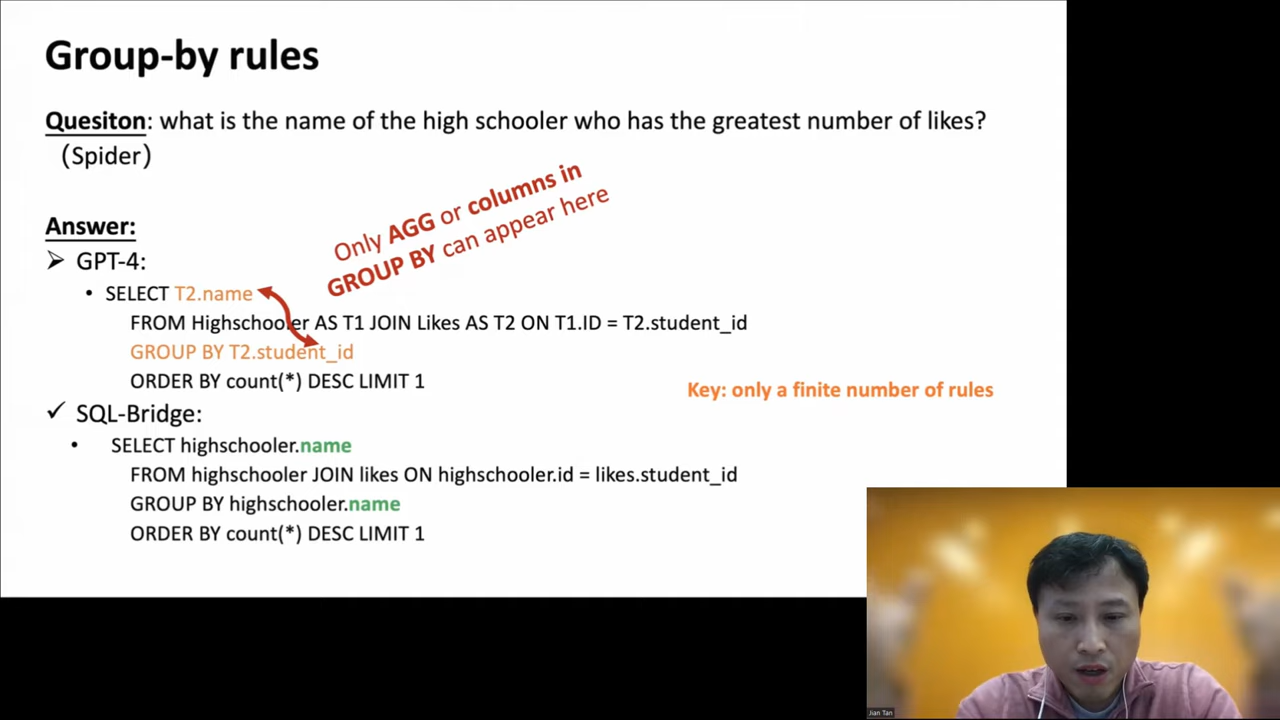 Group-by rules
Quesiton: what is the name of the high schooler who has the greatest number of likes?
(Spider)
Only AGG or columns in
GROUP BY can appear here
Answer:
➢ GPT-4:
• SELECT T2.name
FROM Highschooler AS T1 JOIN Likes AS T2 ON T1.ID = T2.student_id
GROUP BY T2.student_id
ORDER BY count(*) DESC LIMIT 1
Key: only a finite number of rules
✓ SQL-Bridge:
• SELECT highschooler.name
FROM highschooler JOIN likes ON highschooler.id = likes.student_id
GROUP BY highschooler.name
ORDER BY count(*) DESC LIMIT 1
Jian Tan